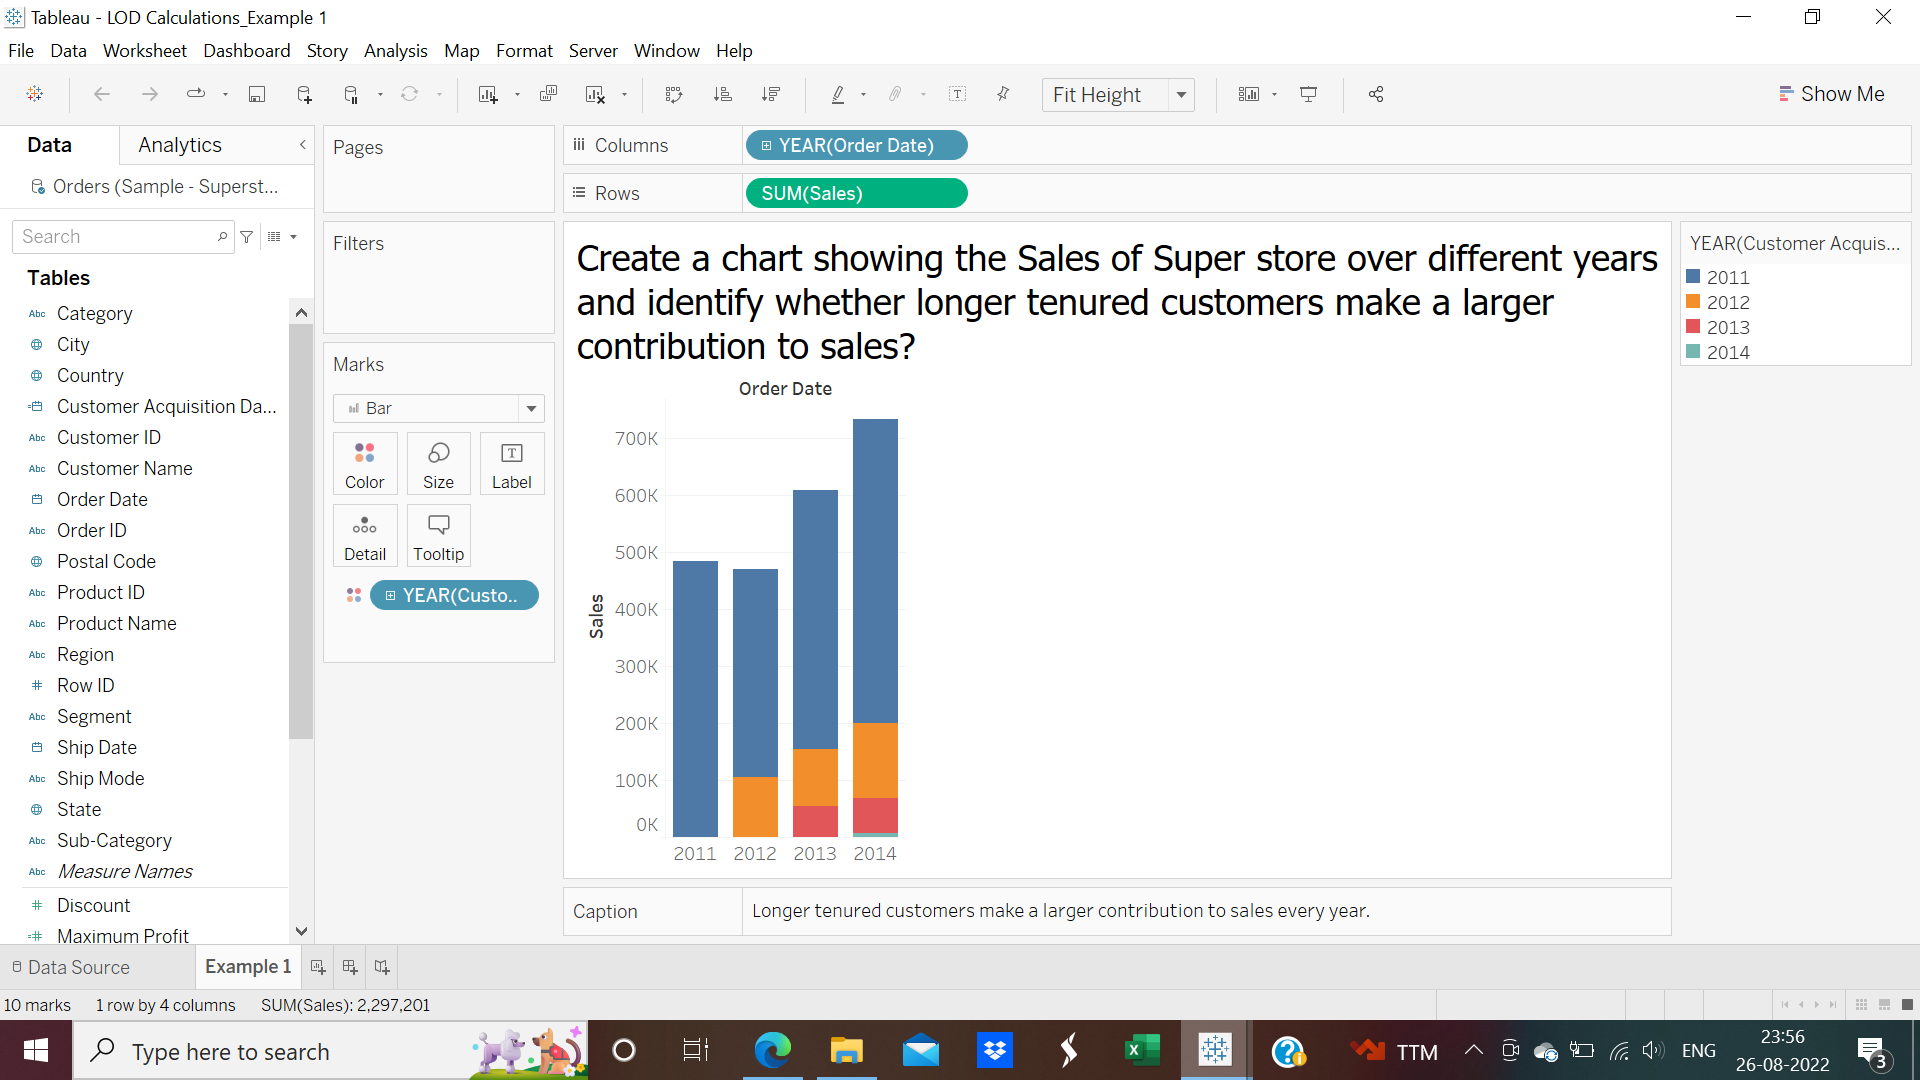 Tableau - LOD Calculations_Example 1
File Data Worksheet Dashboard Story Analysis Map Format Server Window Help
Fit Height
Show Me
Data Analytics
Orders (Sample - Superst...
Search
Tables
Abc Category
City
Country
Customer Acquisition Da...
Abc Customer ID
Abc Customer Name
Order Date
Abc Order ID
Postal Code
Abc Product ID
Abc Product Name
Abc Region
# Row ID
Abc Segment
Ship Date
Abc Ship Mode
State
Abc Sub-Category
Abc Measure Names
# Discount
=# Maximum Profit
Pages
Filters
Marks
Bar
Color Size Label
Detail Tooltip
YEAR(Custo..
Columns YEAR(Order Date)
Rows SUM(Sales)
Create a chart showing the Sales of Super store over different years
and identify whether longer tenured customers make a larger
contribution to sales?
Order Date
Sales
700K
600K
500K
400K
300K
200K
100K
0K
2011 2012 2013 2014
YEAR(Customer Acquis...
2011
2012
2013
2014
Caption Longer tenured customers make a larger contribution to sales every year.
Data Source Example 1
10 marks 1 row by 4 columns SUM(Sales): 2,297,201
Type here to search
TTM
ENG
23:56
26-08-2022
3